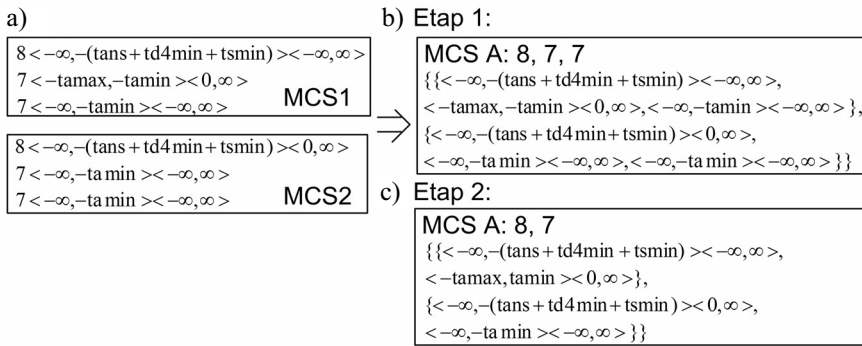 a)
8 <-∞,-(tans+td4min+tsmin)><-∞,∞>
7 <-tamax,-tamin><0,∞>
7 <-∞,-tamin><-∞,∞>
MCS1
8 <-∞,-(tans+td4min+tsmin)><0,∞>
7 <-∞,-ta min><-∞,∞>
7 <-∞,-ta min><-∞,∞>
MCS2
b) Etap 1:
MCS A: 8, 7, 7
{{<-∞,-(tans+td4min+tsmin)><-∞,∞>,
<-tamax,-tamin><0,∞>,<-∞,-tamin><-∞,∞>},
{<-∞,-(tans+td4min+tsmin)><0,∞>,
<-∞,-ta min><-∞,∞>,<-∞,-ta min><-∞,∞>}}
c) Etap 2:
MCS A: 8, 7
{{<-∞,-(tans+td4min+tsmin)><-∞,∞>,
<-tamax,tamin><0,∞>},
{<-∞,-(tans+td4min+tsmin)><0,∞>,
<-∞,-ta min><-∞,∞>}}